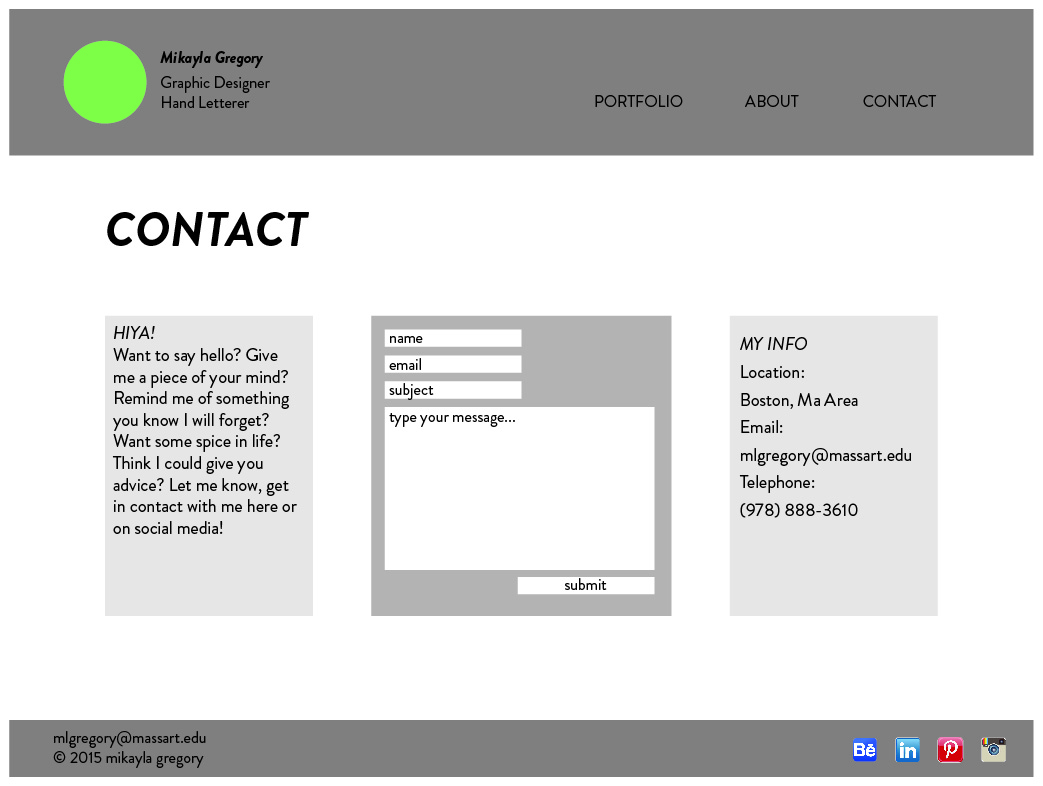 Mikayla Gregory
Graphic Designer
Hand Letterer
PORTFOLIO
ABOUT
CONTACT
CONTACT
HIYA!
Want to say hello? Give
me a piece of your mind?
Remind me of something
you know I will forget?
Want some spice in life?
Think I could give you
advice? Let me know, get
in contact with me here or
on social media!
name
email
subject
type your message...
submit
MY INFO
Location:
Boston, Ma Area
Email:
mlgregory@massart.edu
Telephone:
(978) 888-3610
mlgregory@massart.edu
© 2015 mikayla gregory
Bē
in